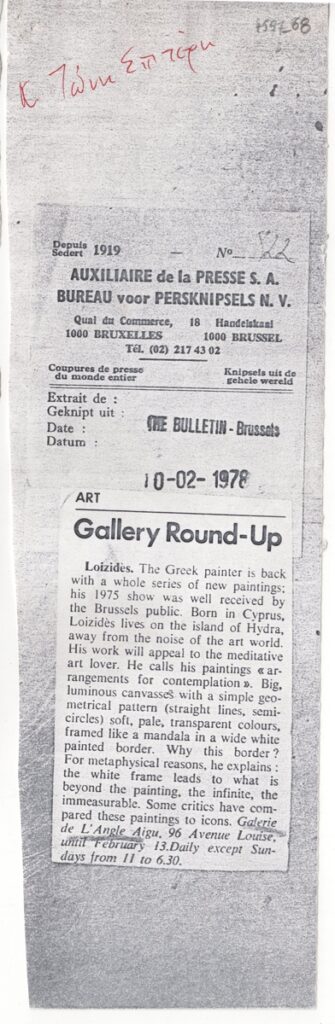 κ Τώνη Σπιτέρη
Depuis
Sedert 1919 — Nº 522
AUXILIAIRE de la PRESSE S. A.
BUREAU voor PERSKNIPSELS N. V.
Quai du Commerce, 18 Handelskaai
1000 BRUXELLES 1000 BRUSSEL
Tél. (02) 217 43 02
Coupures de presse Knipsels uit de
du monde entier gehele wereld
Extrait de :
Geknipt uit : THE BULLETIN - Brussels
Date :
Datum :
10-02-1978
ART
Gallery Round-Up
Loizidès. The Greek painter is back
with a whole series of new paintings;
his 1975 show was well received by
the Brussels public. Born in Cyprus,
Loizidès lives on the island of Hydra,
away from the noise of the art world.
His work will appeal to the meditative
art lover. He calls his paintings « ar-
rangements for contemplation ». Big,
luminous canvasses with a simple geo-
metrical pattern (straight lines, semi-
circles) soft, pale, transparent colours,
framed like a mandala in a wide white
painted border. Why this border?
For metaphysical reasons, he explains :
the white frame leads to what is
beyond the painting, the infinite, the
immeasurable. Some critics have com-
pared these paintings to icons. Galerie
de L'Angle Aigu, 96 Avenue Louise,
until February 13.Daily except Sun-
days from 11 to 6.30.